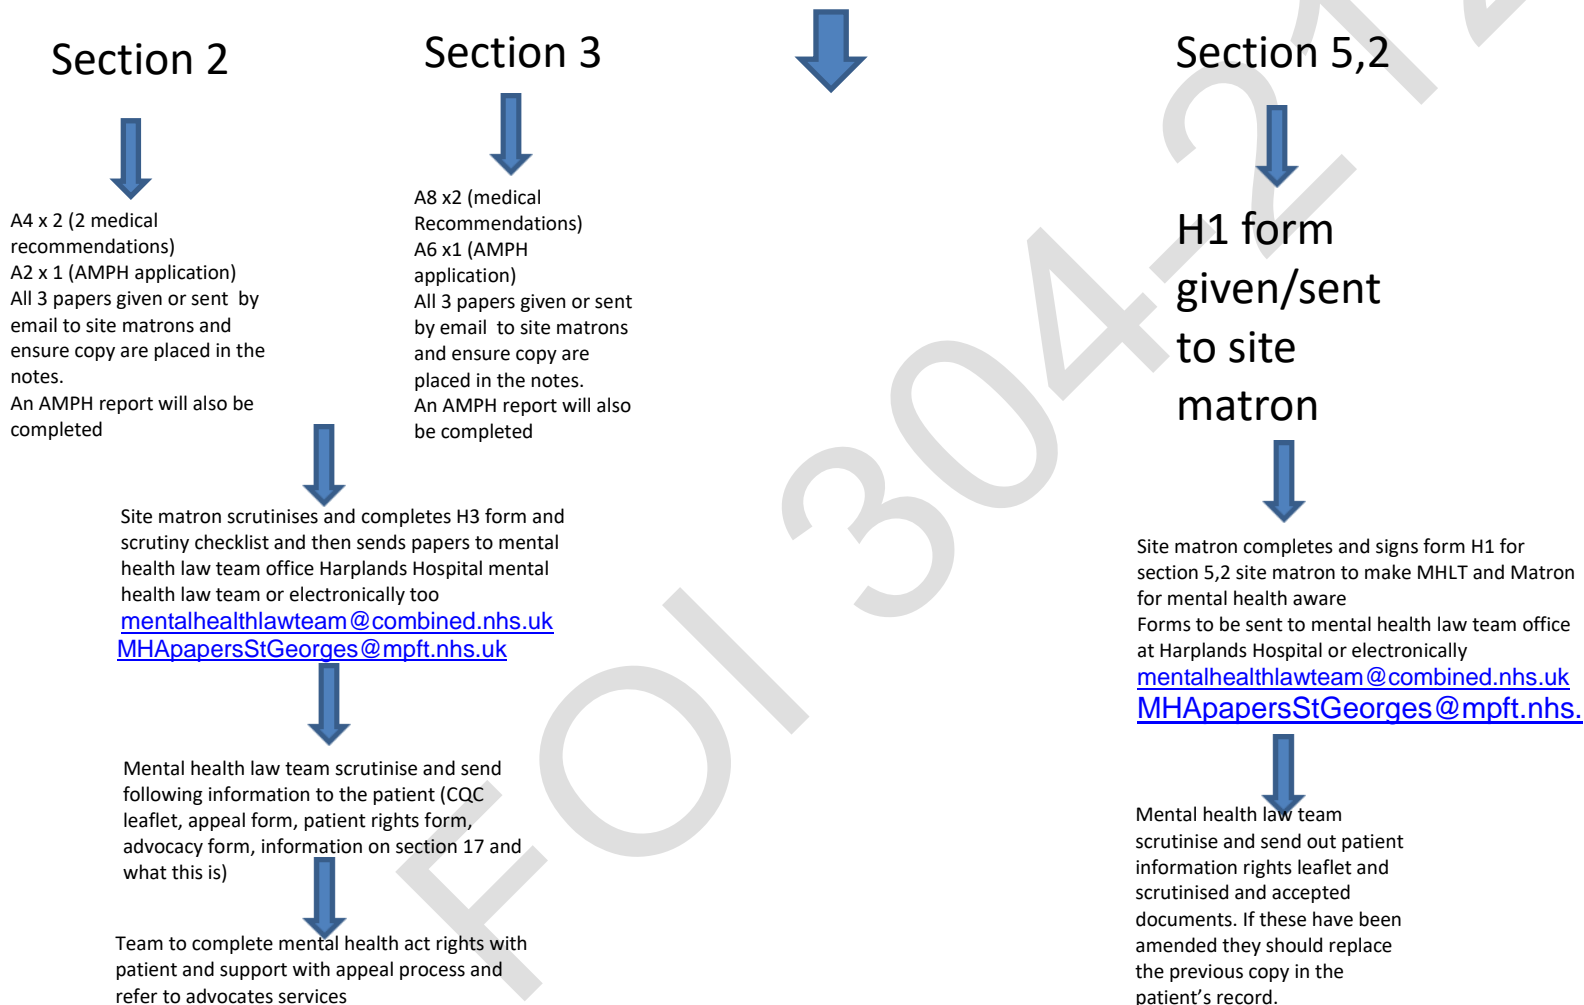 Section 2
A4 x 2 (2 medical
recommendations)
A2 x 1 (AMPH application)
All 3 papers given or sent  by
email to site matrons and
ensure copy are placed in the
notes.
An AMPH report will also be
completed
Section 3
A8 x2 (medical
Recommendations)
A6 x1 (AMPH
application)
All 3 papers given or sent
by email  to site matrons
and ensure copy are
placed in the notes.
An AMPH report will also
be completed
Site matron scrutinises and completes H3 form and
scrutiny checklist and then sends papers to mental
health law team office Harplands Hospital mental
health law team or electronically too
mentalhealthlawteam@combined.nhs.uk
MHApapersStGeorges@mpft.nhs.uk
Mental health law team scrutinise and send
following information to the patient (CQC
leaflet, appeal form, patient rights form,
advocacy form, information on section 17 and
what this is)
Team to complete mental health act rights with
patient and support with appeal process and
refer to advocates services
Section 5,2
H1 form
given/sent
to site
matron
Site matron completes and signs form H1 for
section 5,2 site matron to make MHLT and Matron
for mental health aware
Forms to be sent to mental health law team office
at Harplands Hospital or electronically
mentalhealthlawteam@combined.nhs.uk
MHApapersStGeorges@mpft.nhs.
Mental health law team
scrutinise and send out patient
information rights leaflet and
scrutinised and accepted
documents. If these have been
amended they should replace
the previous copy in the
patient's record.
FOI 304-212